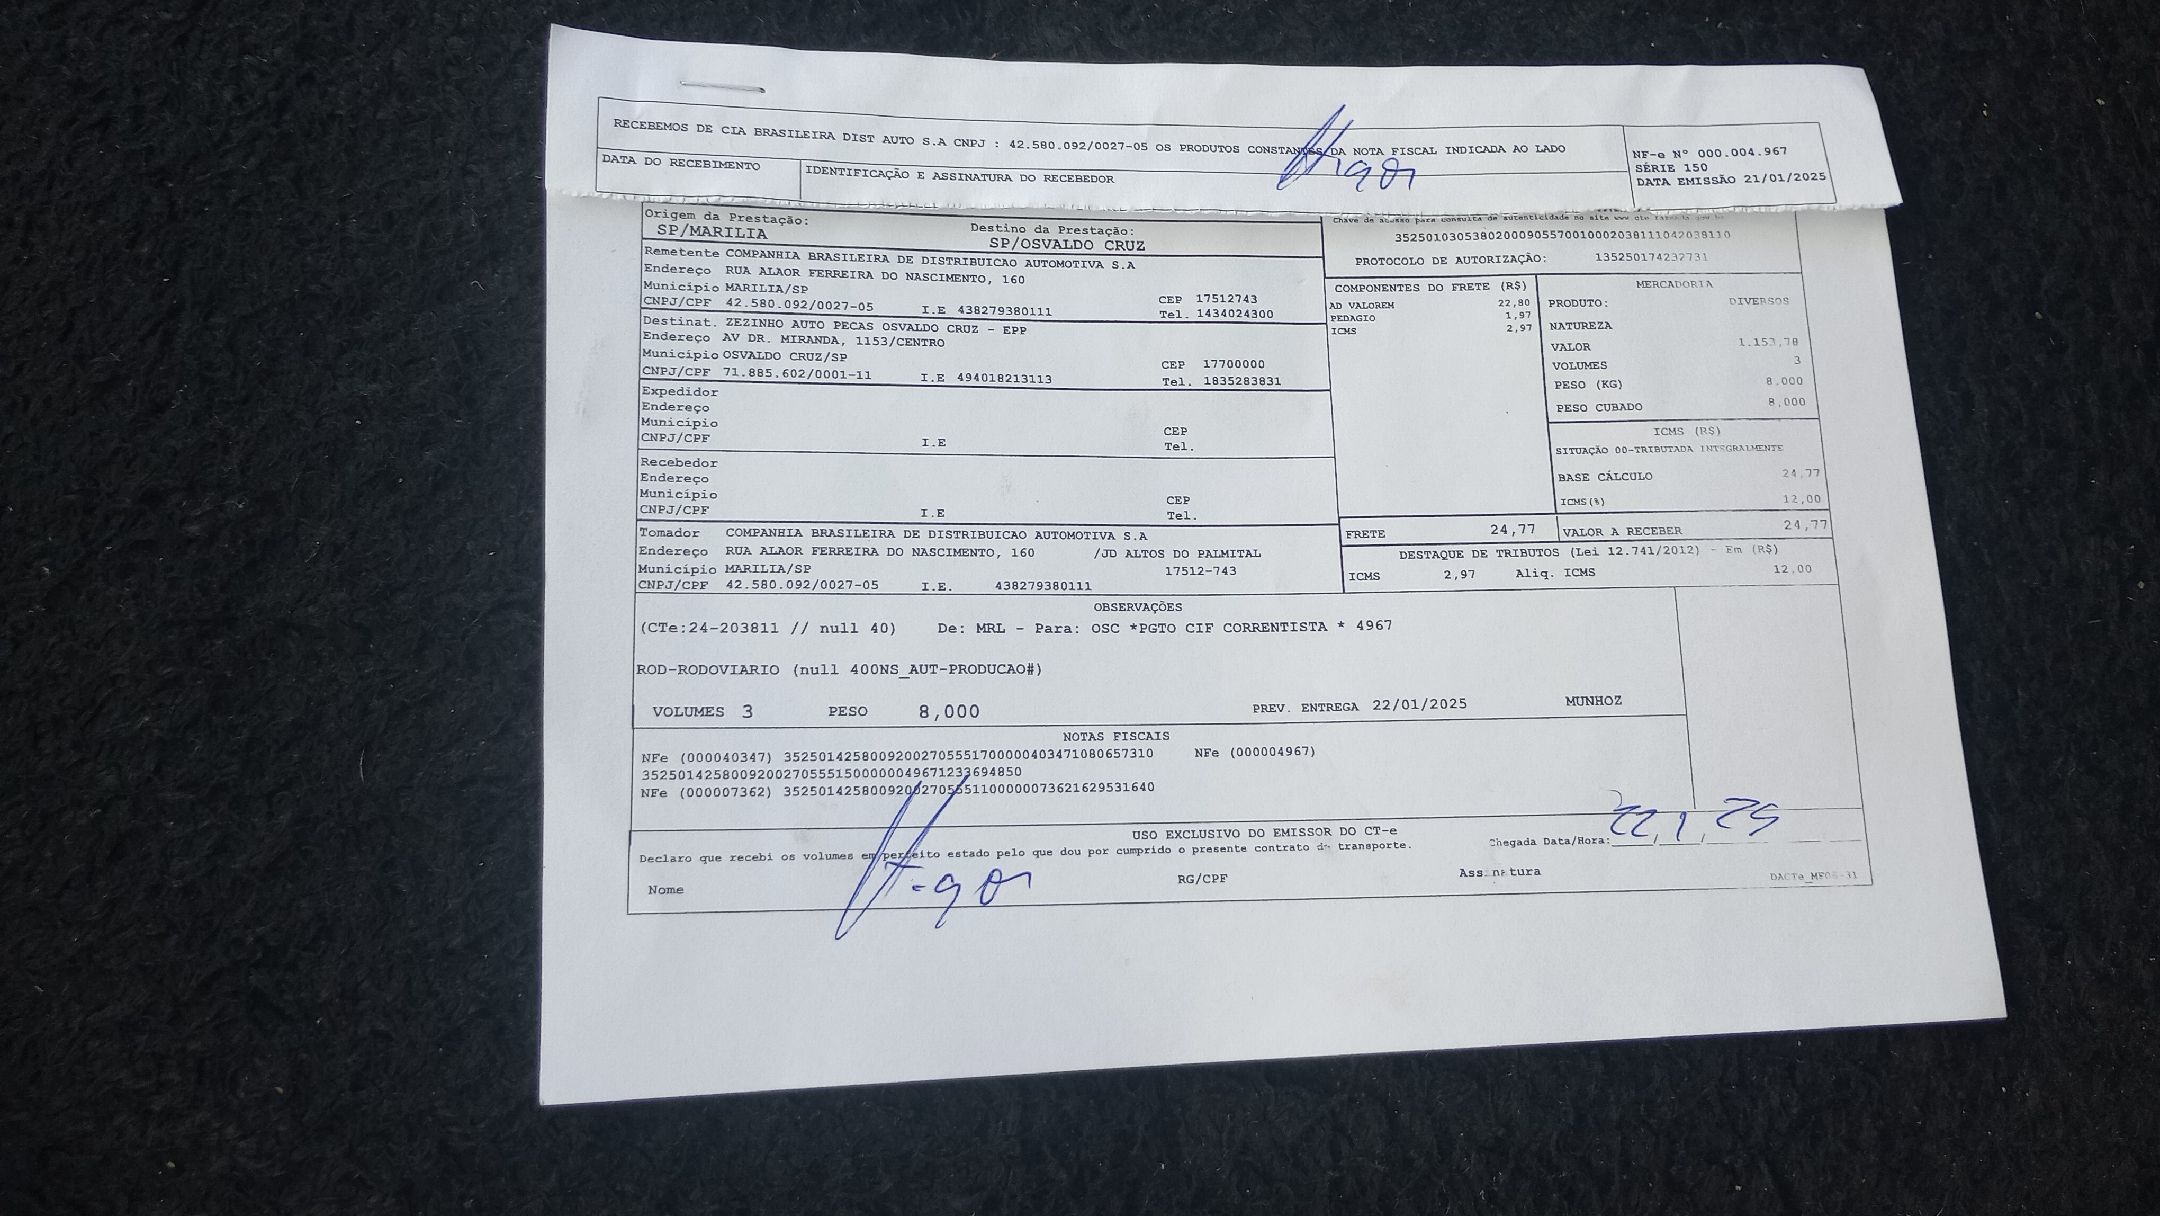 RECEBEMOS DE CIA BRASILEIRA DIST AUTO S.A CNPJ : 42.580.092/0027-05 OS PRODUTOS CONSTANTES DA NOTA FISCAL INDICADA AO LADO
NF-e Nº 000.004.967
SÉRIE 150
DATA EMISSÃO 21/01/2025
DATA DO RECEBIMENTO
IDENTIFICAÇÃO E ASSINATURA DO RECEBEDOR
Origem da Prestação:
SP/MARILIA
Destino da Prestação:
SP/OSVALDO CRUZ
Remetente COMPANHIA BRASILEIRA DE DISTRIBUICAO AUTOMOTIVA S.A
Endereço RUA ALAOR FERREIRA DO NASCIMENTO, 160
Município MARILIA/SP CEP 17512743
CNPJ/CPF 42.580.092/0027-05 I.E 438279380111 Tel. 1434024300
Destinat. ZEZINHO AUTO PECAS OSVALDO CRUZ - EPP
Endereço AV DR. MIRANDA, 1153/CENTRO
Município OSVALDO CRUZ/SP CEP 17700000
CNPJ/CPF 71.885.602/0001-11 I.E 494018213113 Tel. 1835283831
Expedidor
Endereço
Município CEP
CNPJ/CPF I.E Tel.
Recebedor
Endereço
Município CEP
CNPJ/CPF I.E Tel.
Tomador COMPANHIA BRASILEIRA DE DISTRIBUICAO AUTOMOTIVA S.A
Endereço RUA ALAOR FERREIRA DO NASCIMENTO, 160 /JD ALTOS DO PALMITAL
Município MARILIA/SP 17512-743
CNPJ/CPF 42.580.092/0027-05 I.E. 438279380111
Chave de acesso para consulta de autenticidade no site www
35250103053802000905570010002038111042038110
PROTOCOLO DE AUTORIZAÇÃO: 135250174232731
COMPONENTES DO FRETE (R$)
AD VALOREM 22,80
PEDAGIO 1,97
ICMS 2,97
MERCADORIA
PRODUTO: DIVERSOS
NATUREZA
VALOR 1.153,78
VOLUMES 3
PESO (KG) 8,000
PESO CUBADO 8,000
ICMS (R$)
SITUAÇÃO 00-TRIBUTADA INTEGRALMENTE
BASE CÁLCULO 24,77
ICMS(%) 12,00
FRETE 24,77 VALOR A RECEBER 24,77
DESTAQUE DE TRIBUTOS (Lei 12.741/2012) - Em (R$)
ICMS 2,97 Aliq. ICMS 12,00
OBSERVAÇÕES
(CTe:24-203811 // null 40) De: MRL - Para: OSC *PGTO CIF CORRENTISTA * 4967
ROD-RODOVIARIO (null 400NS_AUT-PRODUCAO#)
VOLUMES 3 PESO 8,000 PREV. ENTREGA 22/01/2025 MUNHOZ
NOTAS FISCAIS
NFe (000040347) 35250142580092002705551700000403471080657310 NFe (000004967)
35250142580092002705551500000049671233694850
NFe (000007362) 35250142580092002705551100000073621629531640
USO EXCLUSIVO DO EMISSOR DO CT-e
Declaro que recebi os volumes em perfeito estado pelo que dou por cumprido o presente contrato de transporte.
Chegada Data/Hora: 22/1/25
Nome RG/CPF Assinatura